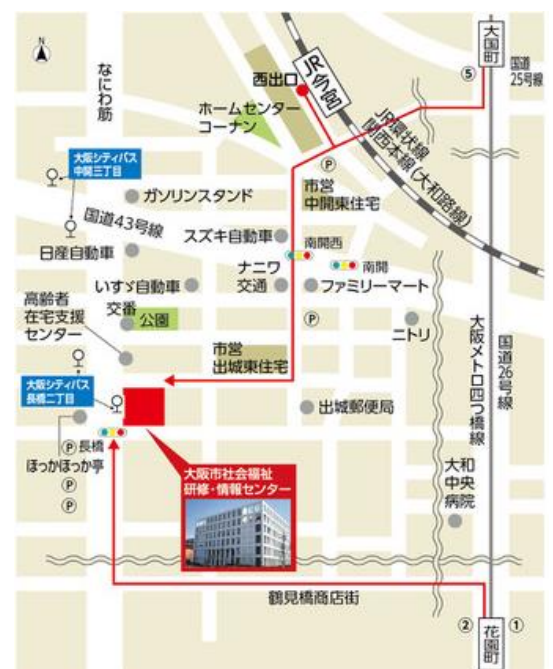 N
大国町
⑤
国道
25号線
なにわ筋
西出口
JR今宮
ホームセンター
コーナン
JR環状線
関西本線(大和路線)
大阪シティバス
中開三丁目
P
ガソリンスタンド
市営
中開東住宅
国道43号線
スズキ自動車
日産自動車
南開西
南開
いすゞ自動車
ナニワ
交通
ファミリーマート
高齢者
在宅支援
センター
交番
公園
P
ニトリ
大阪メトロ四つ橋線
国道26号線
市営
出城東住宅
大阪シティバス
長橋二丁目
出城郵便局
P
長橋
ほっかほっか亭
P
P
大阪市社会福祉
研修・情報センター
大和
中央
病院
鶴見橋商店街
②
花園町
①